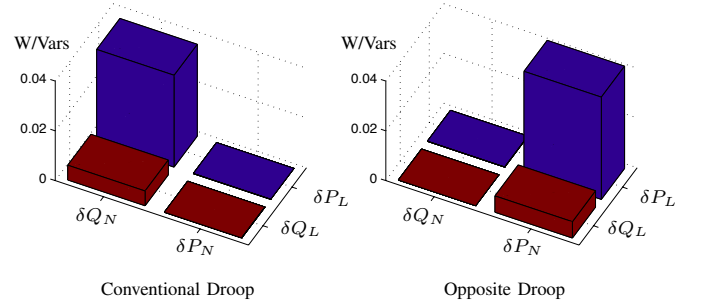 W/Vars
0.04
0.02
0
δQ_N
δP_N
δQ_L
δP_L
Conventional Droop
W/Vars
0.04
0.02
0
δQ_N
δP_N
δQ_L
δP_L
Opposite Droop